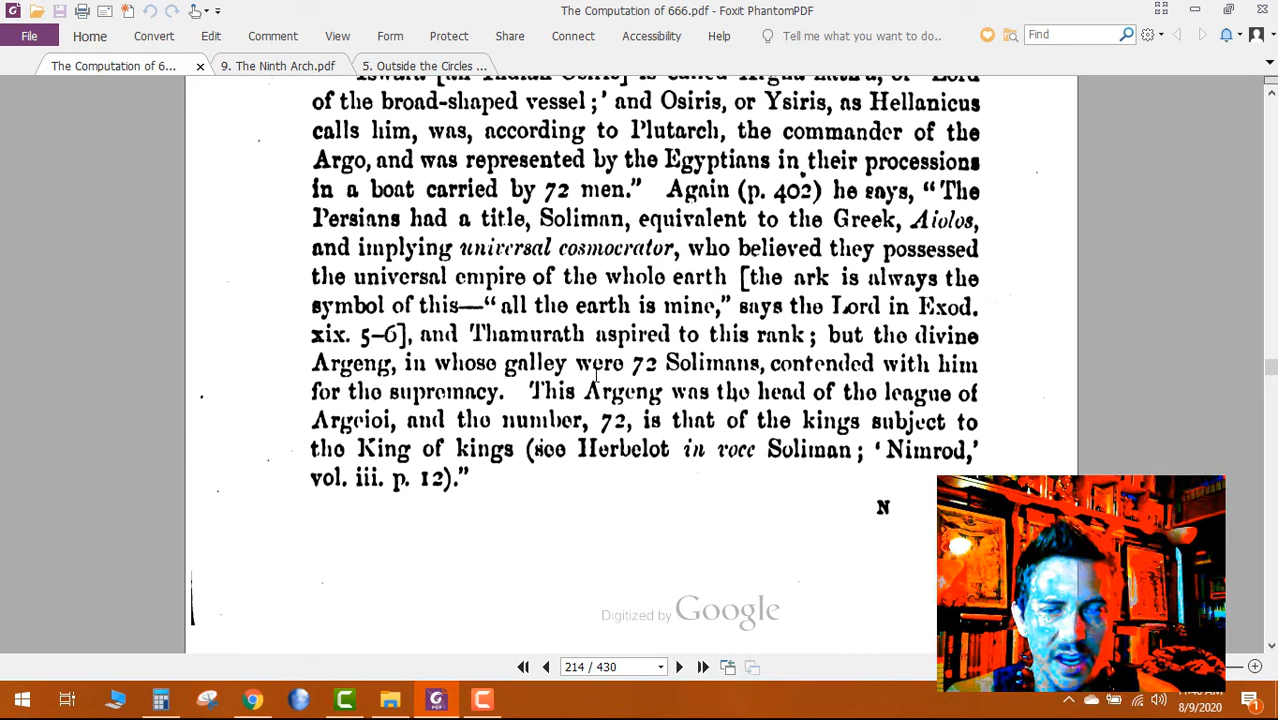 The Computation of 666.pdf - Foxit PhantomPDF
File Home Convert Edit Comment View Form Protect Share Connect Accessibility Help Tell me what you want to do.. Find
The Computation of 6... 9. The Ninth Arch.pdf 5. Outside the Circles ...
of the broad-shaped vessel;' and Osiris, or Ysiris, as Hellanicus
calls him, was, according to Plutarch, the commander of the
Argo, and was represented by the Egyptians in their processions
in a boat carried by 72 men." Again (p. 402) he says, "The
Persians had a title, Soliman, equivalent to the Greek, Aiolos,
and implying universal cosmocrator, who believed they possessed
the universal empire of the whole earth [the ark is always the
symbol of this—"all the earth is mine," says the Lord in Exod.
xix. 5-6], and Thamurath aspired to this rank; but the divine
Argeng, in whose galley were 72 Solimans, contended with him
for the supremacy. This Argeng was the head of the league of
Argeioi, and the number, 72, is that of the kings subject to
the King of kings (see Herbelot in voce Soliman; 'Nimrod,'
vol. iii. p. 12)."
N
Digitized by Google
214 / 430
8/9/2020